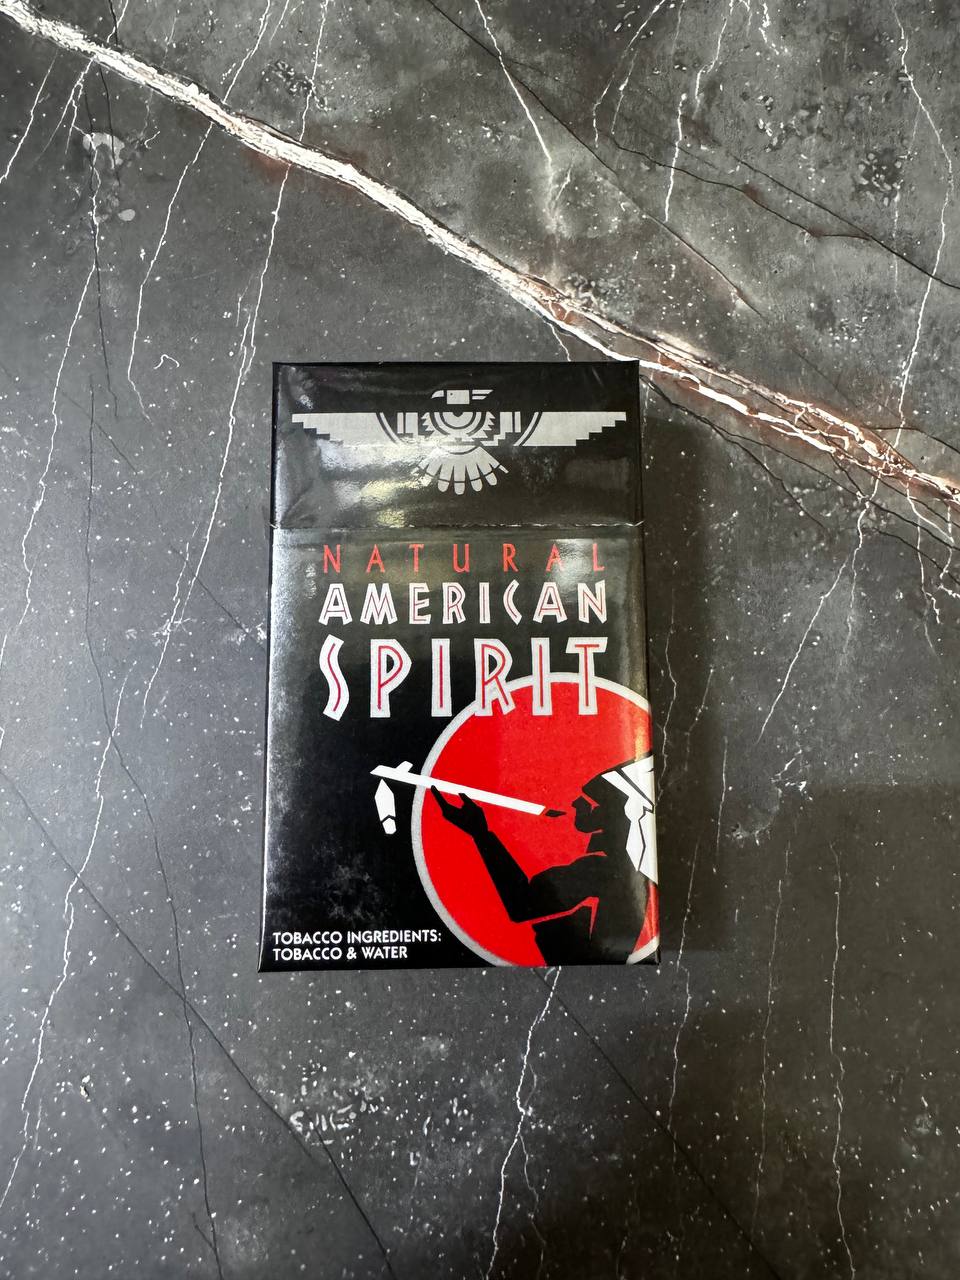 NATURAL
AMERICAN
SPIRIT
TOBACCO INGREDIENTS:
TOBACCO & WATER